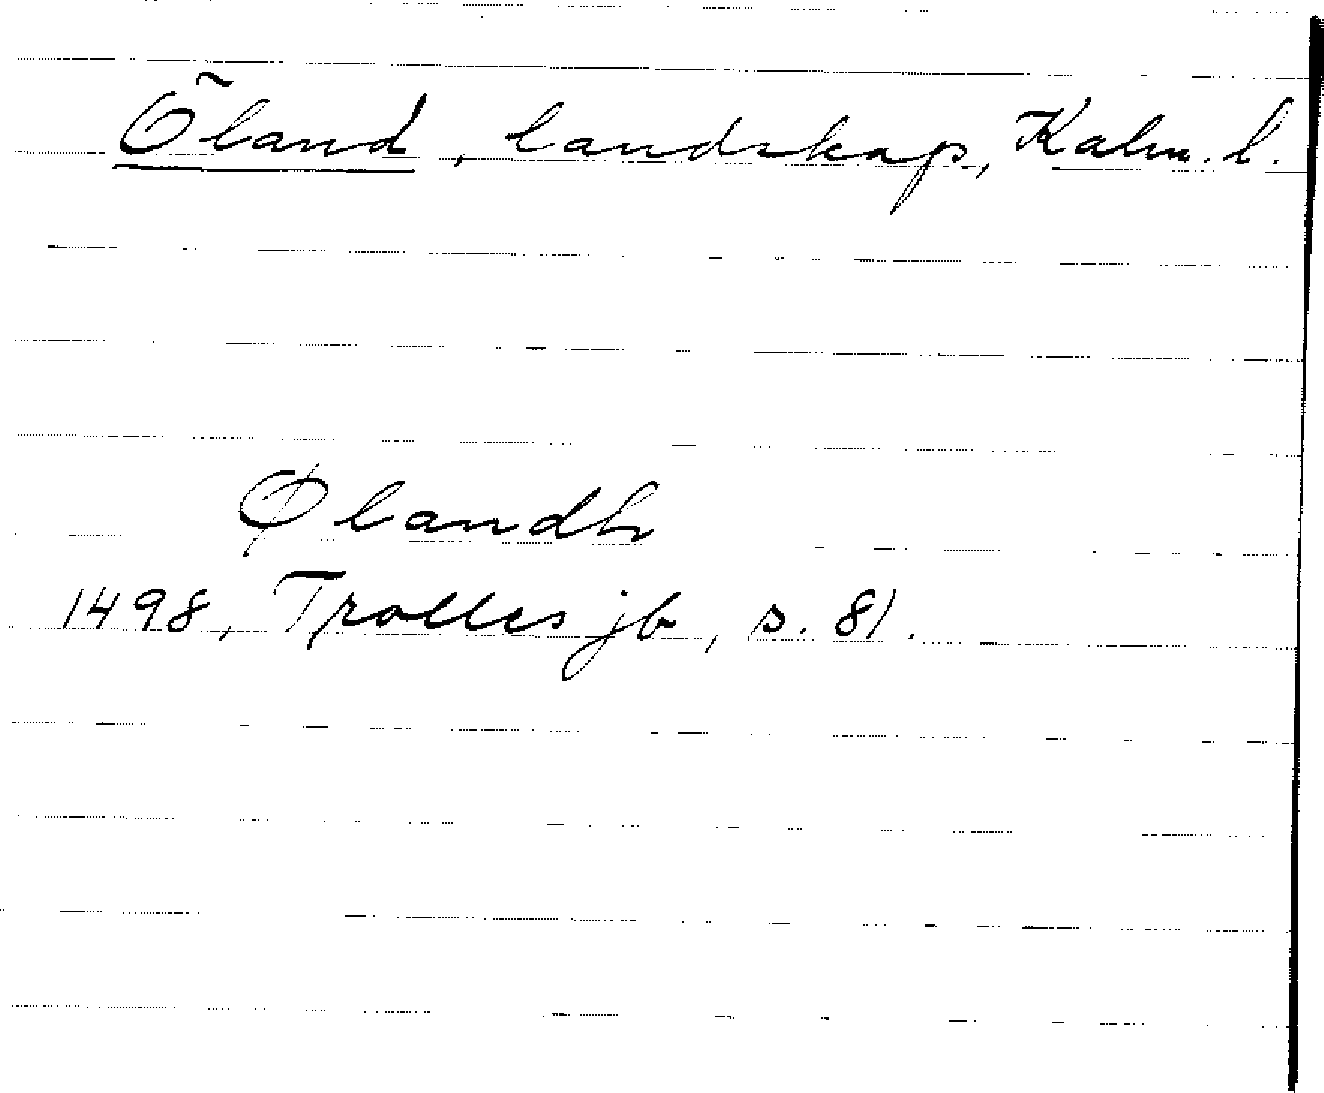 Öland, landskap, Kalm. l.
Ølandh
1498, Trolles jb, s. 81.